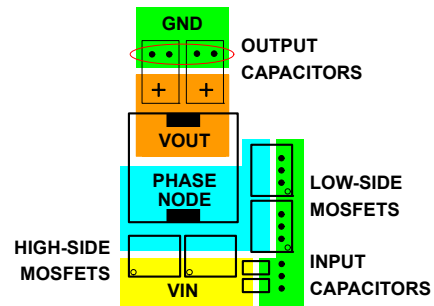 GND
OUTPUT
CAPACITORS
+ +
VOUT
PHASE
NODE
LOW-SIDE
MOSFETS
HIGH-SIDE
MOSFETS
VIN
INPUT
CAPACITORS